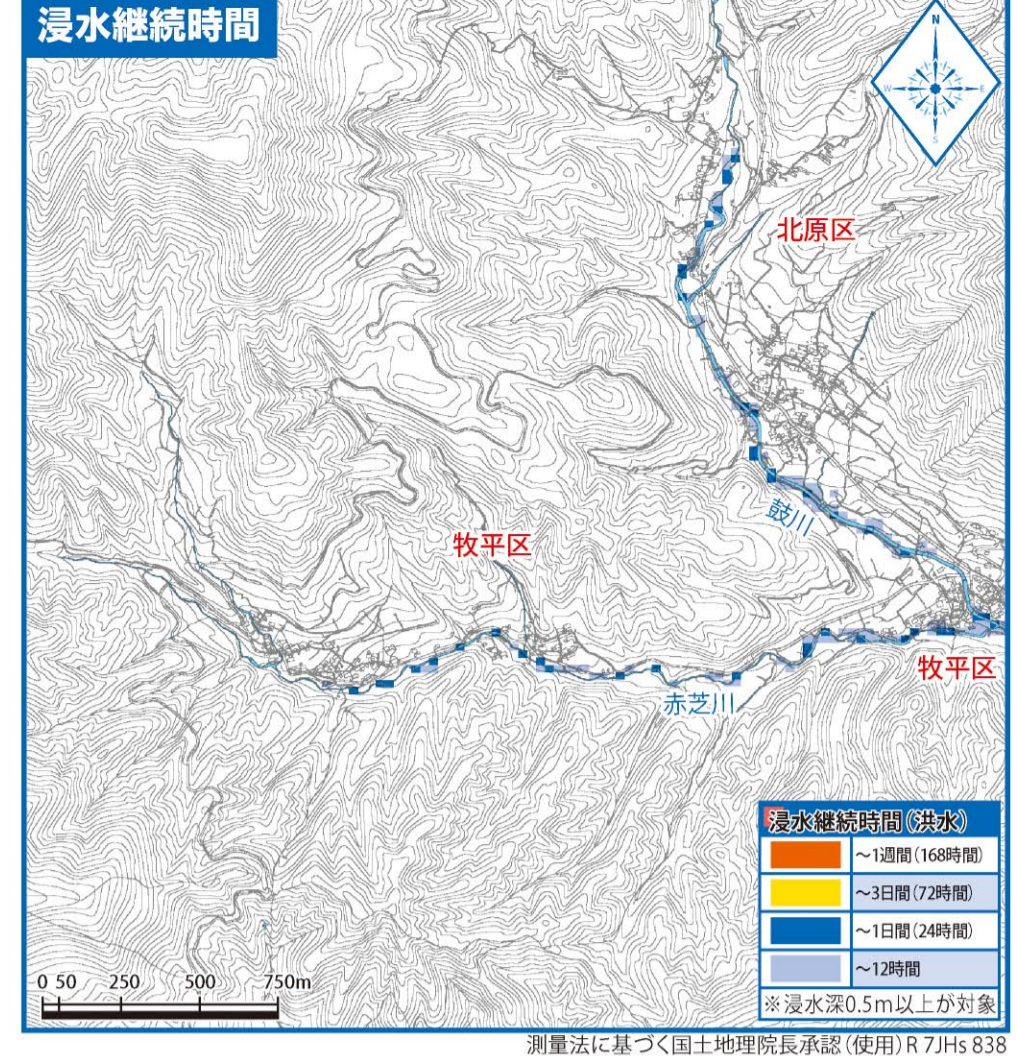 浸水継続時間
N
W
E
S
北原区
鼓川
牧平区
牧平区
赤芝川
浸水継続時間(洪水)
~1週間(168時間)
~3日間(72時間)
~1日間(24時間)
~12時間
※浸水深0.5m以上が対象
0 50 250 500 750m
測量法に基づく国土地理院長承認(使用)R 7JHs 838